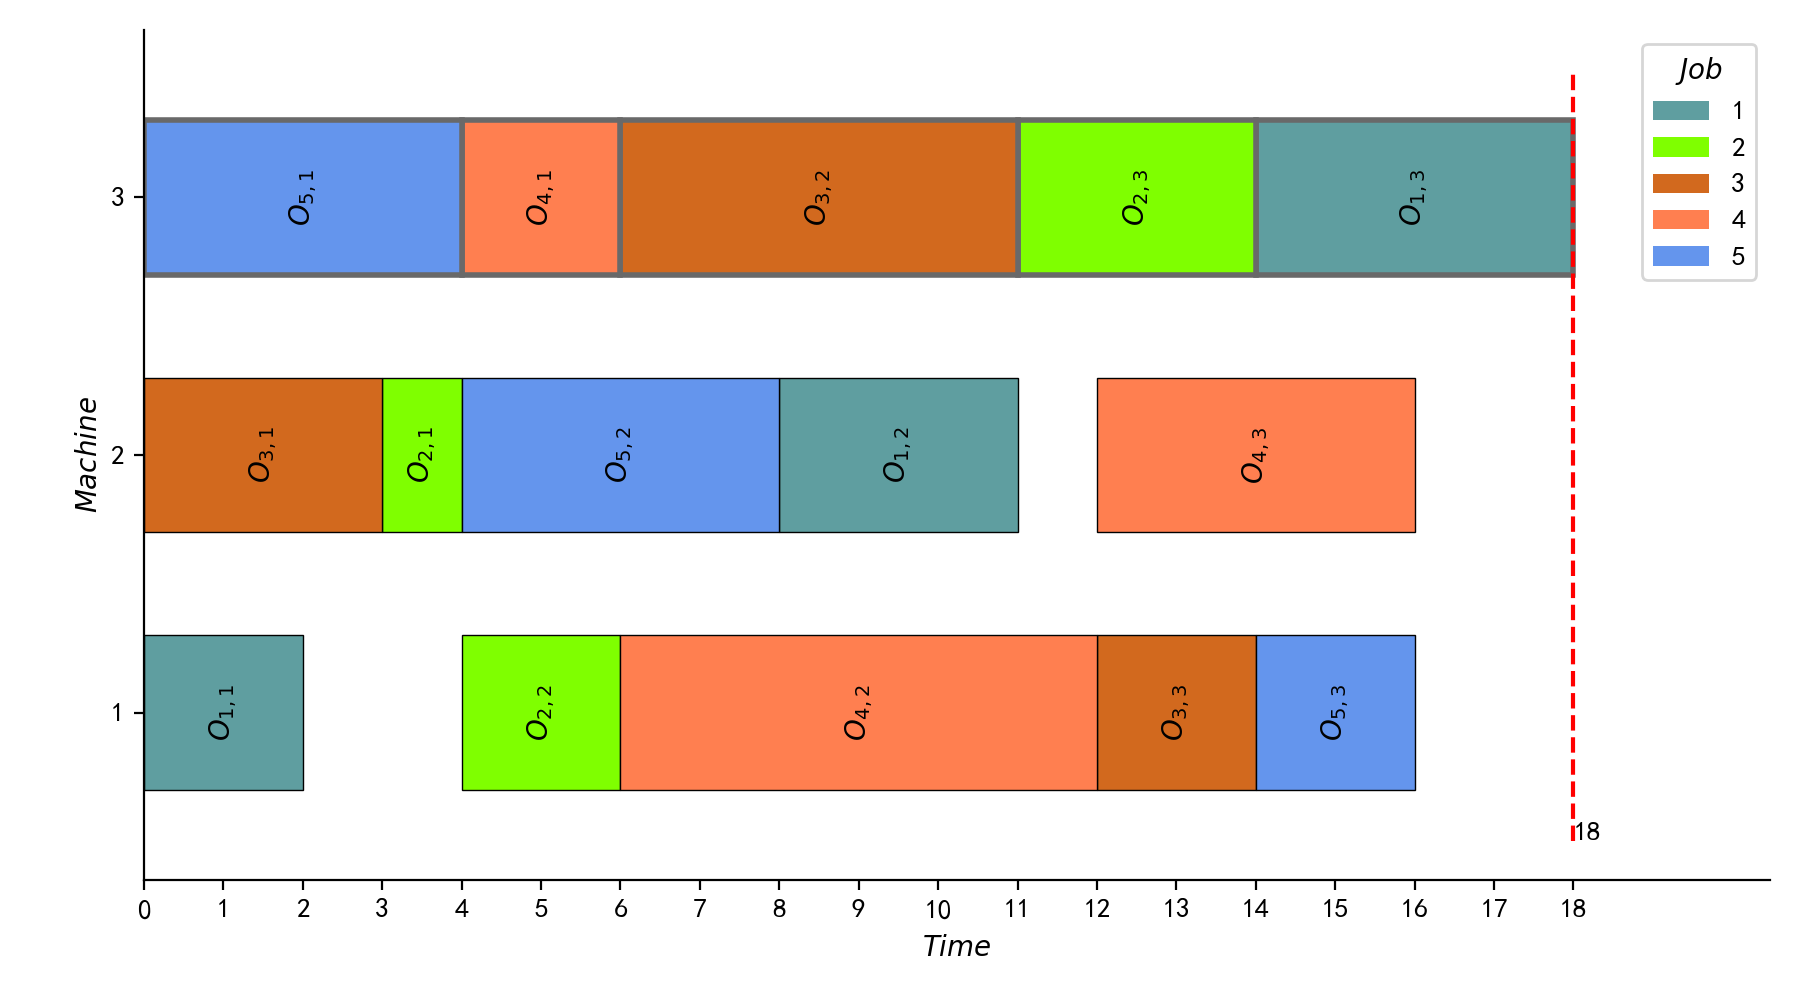 Job
1
2
3
4
5
3
O5,1
O4,1
O3,2
O2,3
O1,3
Machine
2
O3,1
O2,1
O5,2
O1,2
O4,3
1
O1,1
O2,2
O4,2
O3,3
O5,3
18
0 1 2 3 4 5 6 7 8 9 10 11 12 13 14 15 16 17 18
Time